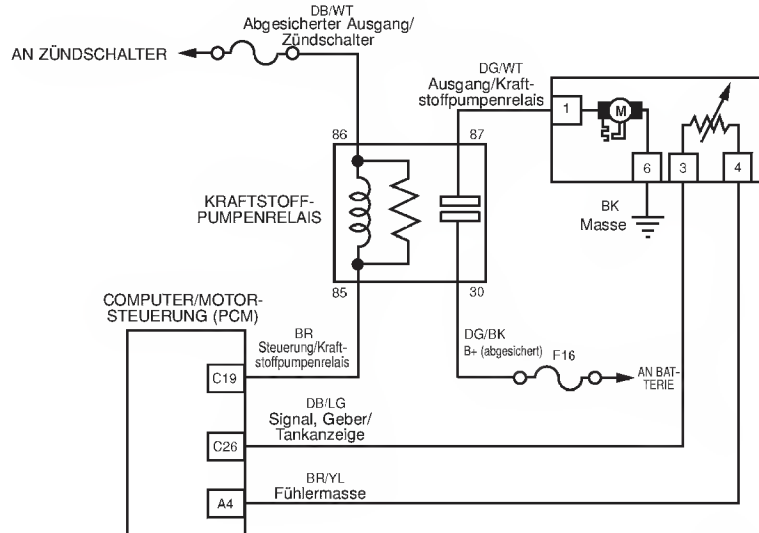 DB/WT
Abgesicherter Ausgang/
Zündschalter
AN ZÜNDSCHALTER
DG/WT
Ausgang/Kraft-
stoffpumpenrelais
1
M
86
87
6
3
4
KRAFTSTOFF-
PUMPENRELAIS
BK
Masse
85
30
COMPUTER/MOTOR-
STEUERUNG (PCM)
BR
Steuerung/Kraft-
stoffpumpenrelais
DG/BK
B+ (abgesichert)
F16
AN BAT-
TERIE
C19
DB/LG
Signal, Geber/
Tankanzeige
C26
BR/YL
Fühlermasse
A4